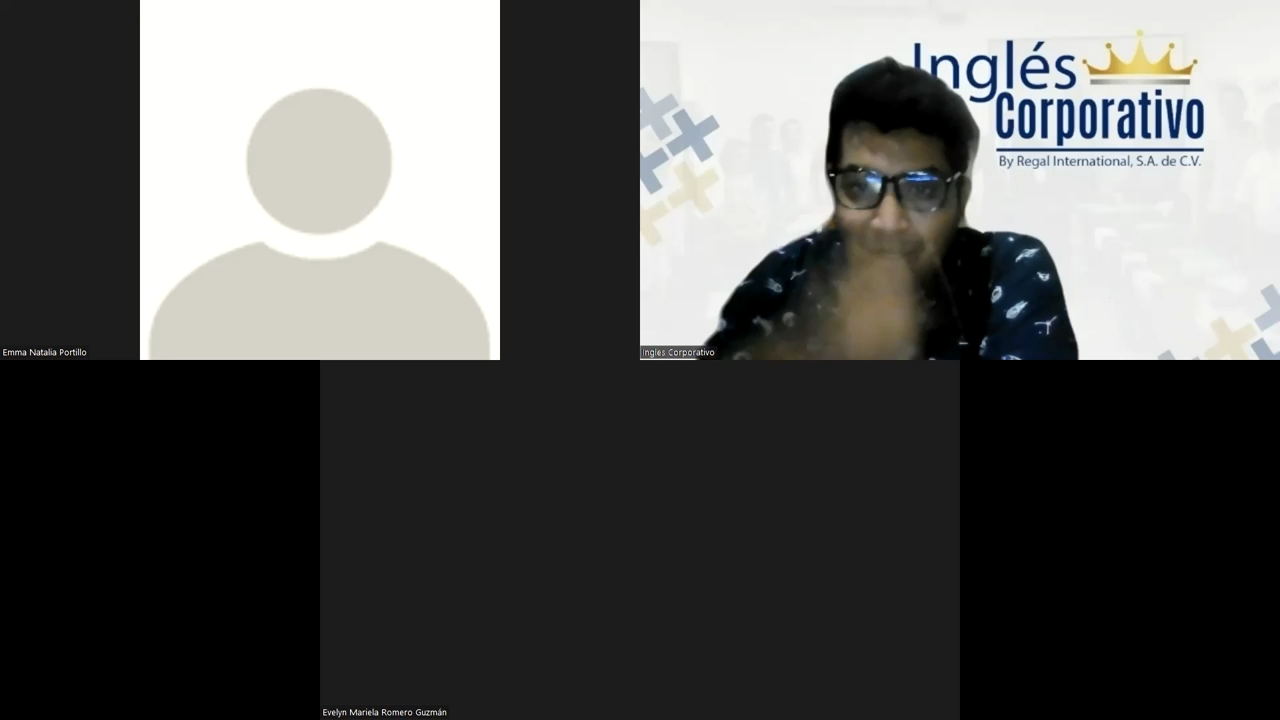 Inglés
Corporativo
By Regal International, S.A. de C.V.
Emma Natalia Portillo
Ingles Corporativo
Evelyn Mariela Romero Guzmán